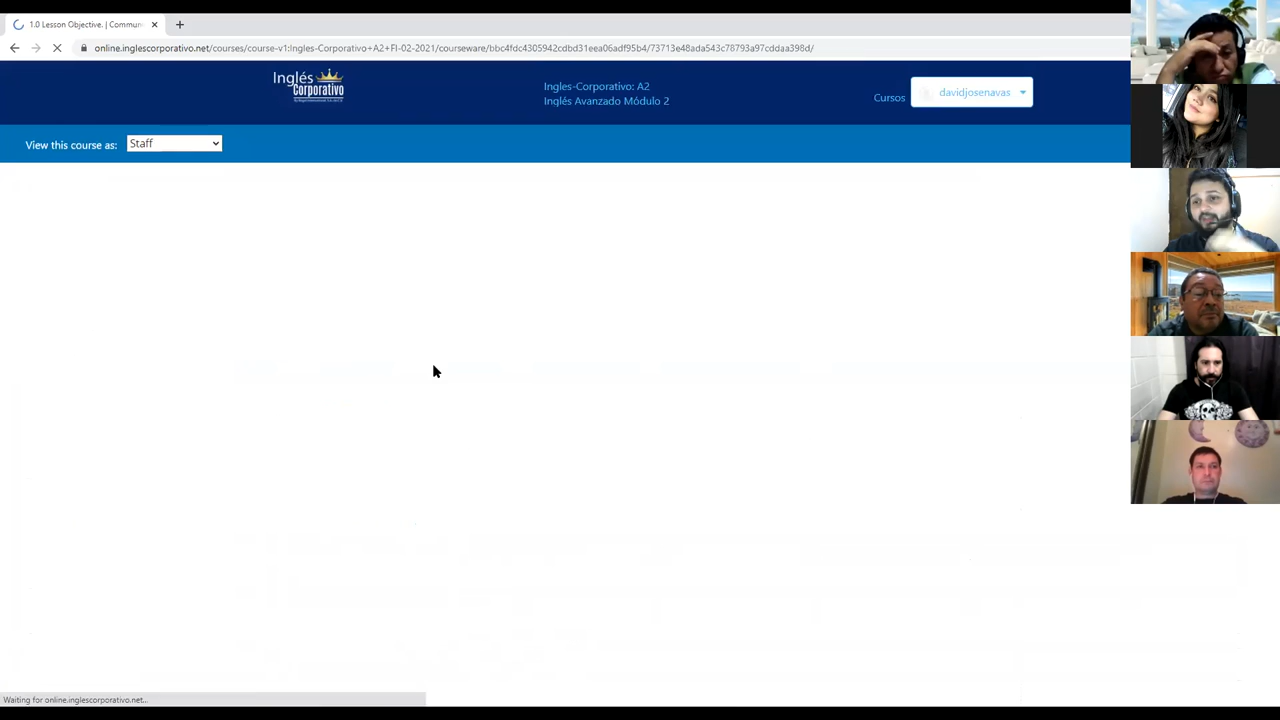 1.0 Lesson Objective. | Commun
online.inglescorporativo.net/courses/course-v1:Ingles-Corporativo+A2+FI-02-2021/courseware/bbc4fdc4305942cdbd31eea06adf95b4/73713e48ada543c78793a97cddaa398d/
Inglés
Corporativo
Ingles-Corporativo: A2
Inglés Avanzado Módulo 2
Cursos
davidjosenavas
View this course as:
Staff
Waiting for online.inglescorporativo.net...